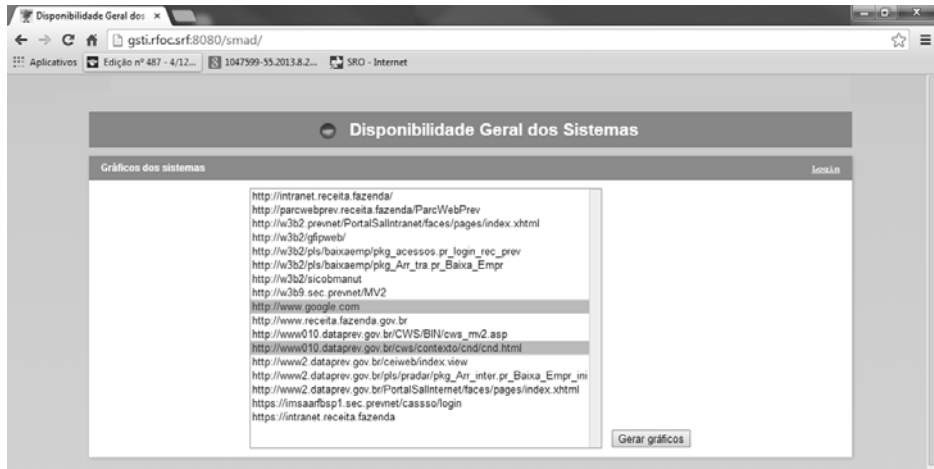 Disponibilidade Geral dos
gsti.rfoc.srf:8080/smad/
Aplicativos Edição nº 487 - 4/12... 1047599-55.2013.8.2... SRO - Internet
Disponibilidade Geral dos Sistemas
Gráficos dos sistemas Login
http://intranet.receita.fazenda/
http://parcwebprev.receita.fazenda/ParcWebPrev
http://w3b2.prevnet/PortalSalIntranet/faces/pages/index.xhtml
http://w3b2/gfipweb/
http://w3b2/pls/baixaemp/pkg_acessos.pr_login_rec_prev
http://w3b2/pls/baixaemp/pkg_Arr_tra.pr_Baixa_Empr
http://w3b2/sicobmanut
http://w3b9.sec.prevnet/MV2
http://www.google.com
http://www.receita.fazenda.gov.br
http://www010.dataprev.gov.br/CWS/BIN/cws_mv2.asp
http://www010.dataprev.gov.br/cws/contexto/cnd/cnd.html
http://www2.dataprev.gov.br/ceiweb/index.view
http://www2.dataprev.gov.br/pls/pradar/pkg_Arr_inter.pr_Baixa_Empr_ini
http://www2.dataprev.gov.br/PortalSalInternet/faces/pages/index.xhtml
https://imsaarfbsp1.sec.prevnet/cassso/login
https://intranet.receita.fazenda
Gerar gráficos